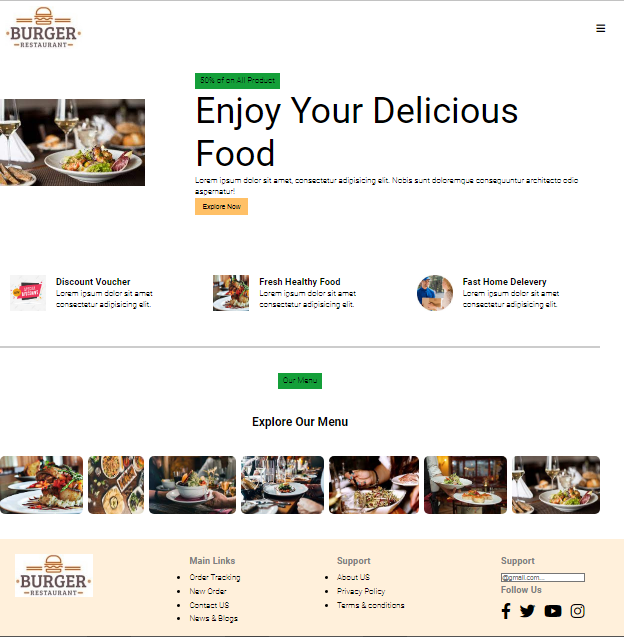 BURGER
RESTAURANT
50% of on All Product
Enjoy Your Delicious
Food
Lorem ipsum dolor sit amet, consectetur adipisicing elit. Nobis sunt doloremque consequuntur architecto odio
aspernatur!
Explore Now
SPECIAL
DISCOUNT
Discount Voucher
Lorem ipsum dolor sit amet
consectetur adipisicing elit.
Fresh Healthy Food
Lorem ipsum dolor sit amet
consectetur adipisicing elit.
Fast Home Delevery
Lorem ipsum dolor sit amet
consectetur adipisicing elit.
Our Menu
Explore Our Menu
BURGER
RESTAURANT
Main Links
Order Tracking
New Order
Contact US
News & Blogs
Support
About US
Privacy Policy
Terms & conditions
Support
@gmail.com...
Follow Us